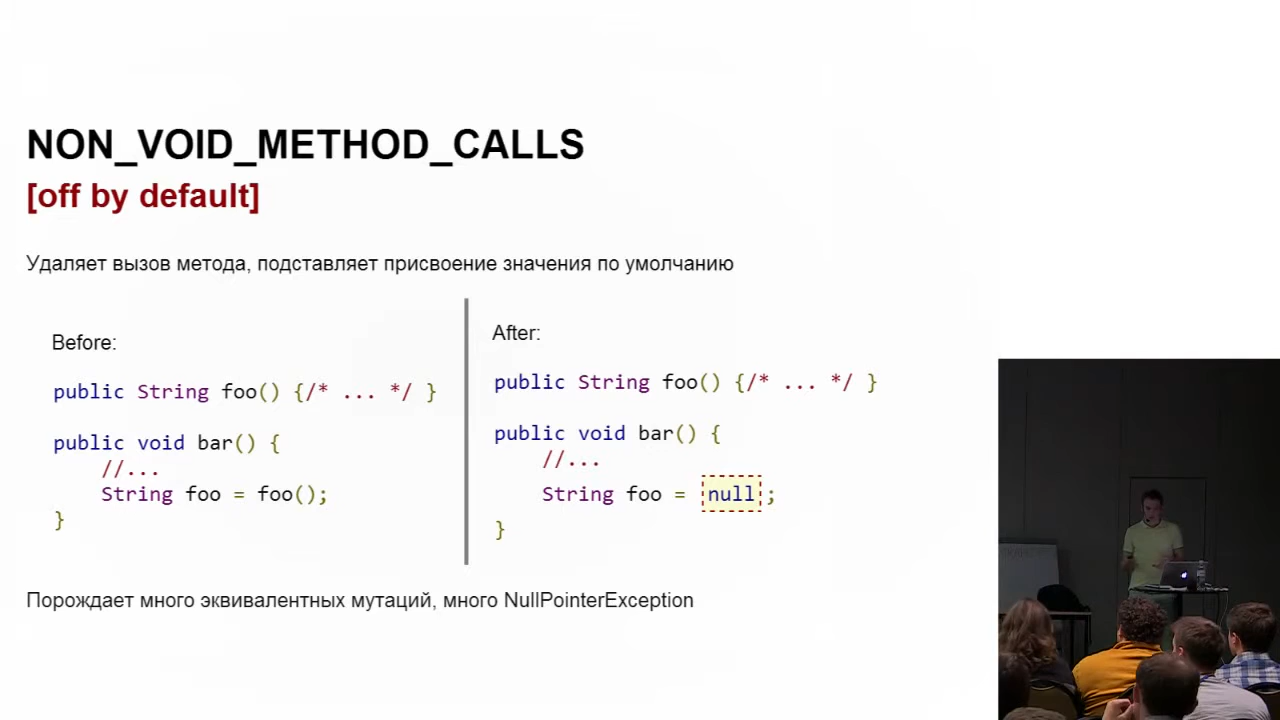 NON_VOID_METHOD_CALLS
[off by default]
Удаляет вызов метода, подставляет присвоение значения по умолчанию
Before:
public String foo() {/* ... */ }
public void bar() {
//...
String foo = foo();
}
After:
public String foo() {/* ... */ }
public void bar() {
//...
String foo = null ;
}
Порождает много эквивалентных мутаций, много NullPointerException